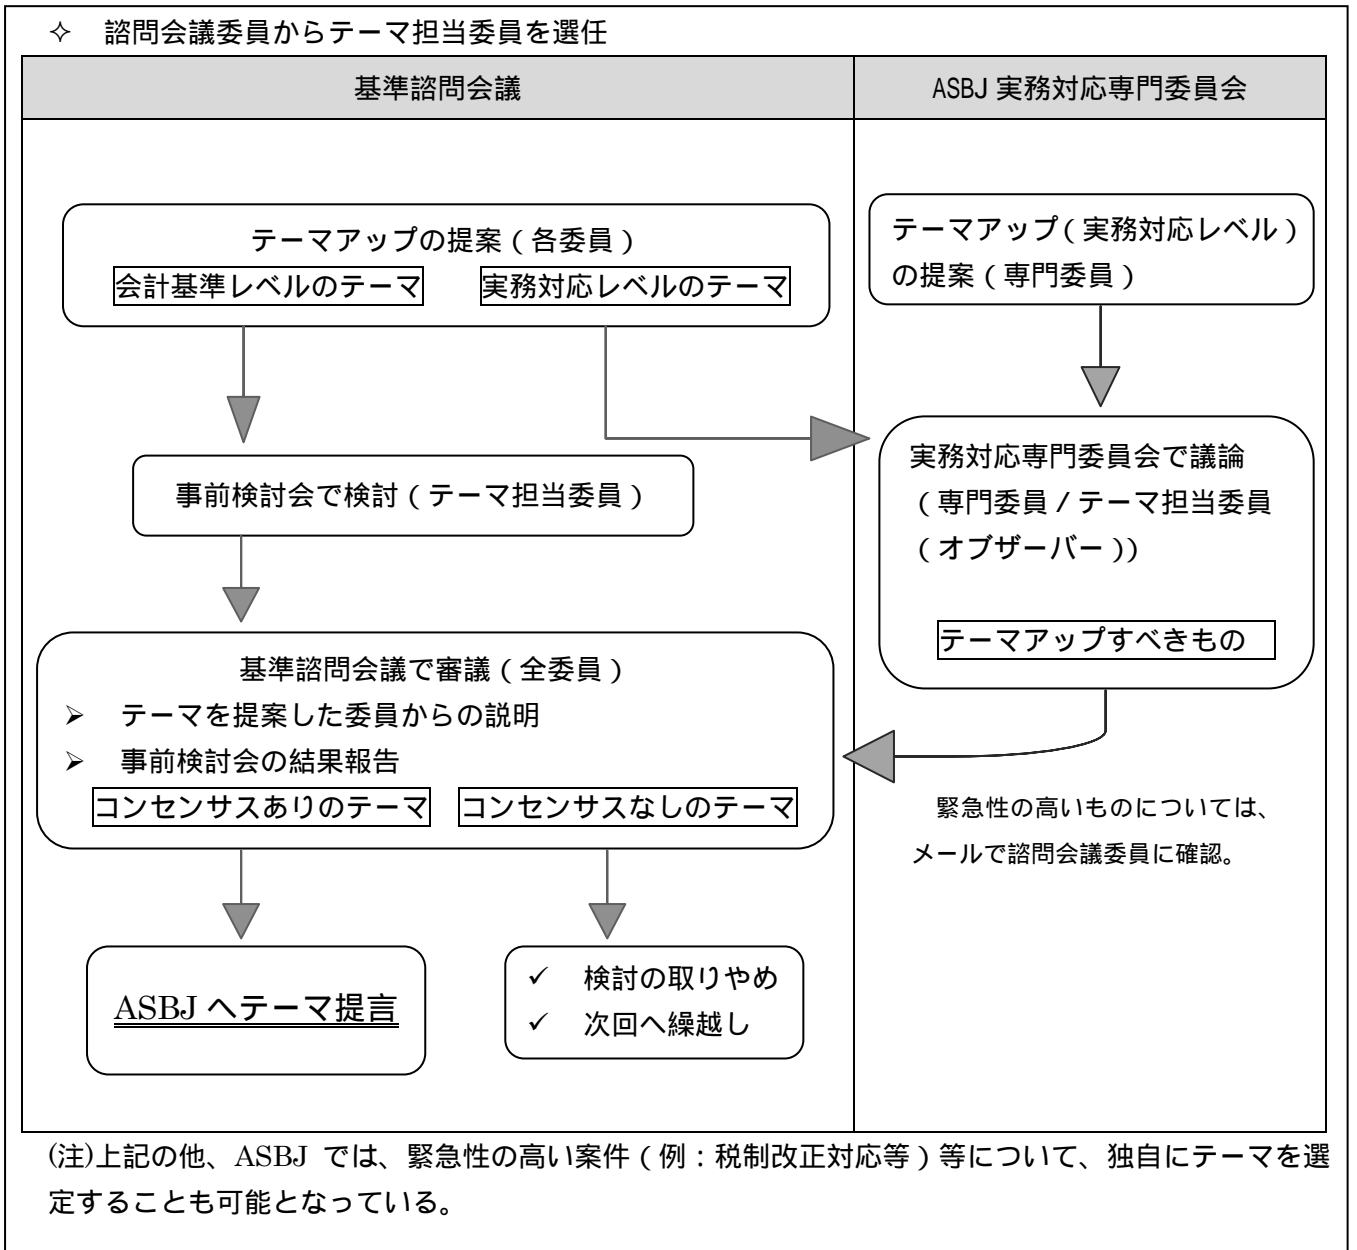 ✧ 諮問会議委員からテーマ担当委員を選任
基準諮問会議
ASBJ 実務対応専門委員会
テーマアップの提案(各委員)
会計基準レベルのテーマ
実務対応レベルのテーマ
テーマアップ(実務対応レベル)
の提案(専門委員)
事前検討会で検討(テーマ担当委員)
実務対応専門委員会で議論
(専門委員/テーマ担当委員
(オブザーバー))
テーマアップすべきもの
基準諮問会議で審議(全委員)
➢ テーマを提案した委員からの説明
➢ 事前検討会の結果報告
コンセンサスありのテーマ
コンセンサスなしのテーマ
緊急性の高いものについては、
メールで諮問会議委員に確認。
ASBJ へテーマ提言
✓ 検討の取りやめ
✓ 次回へ繰越し
(注)上記の他、ASBJ では、緊急性の高い案件(例:税制改正対応等)等について、独自にテーマを選
定することも可能となっている。